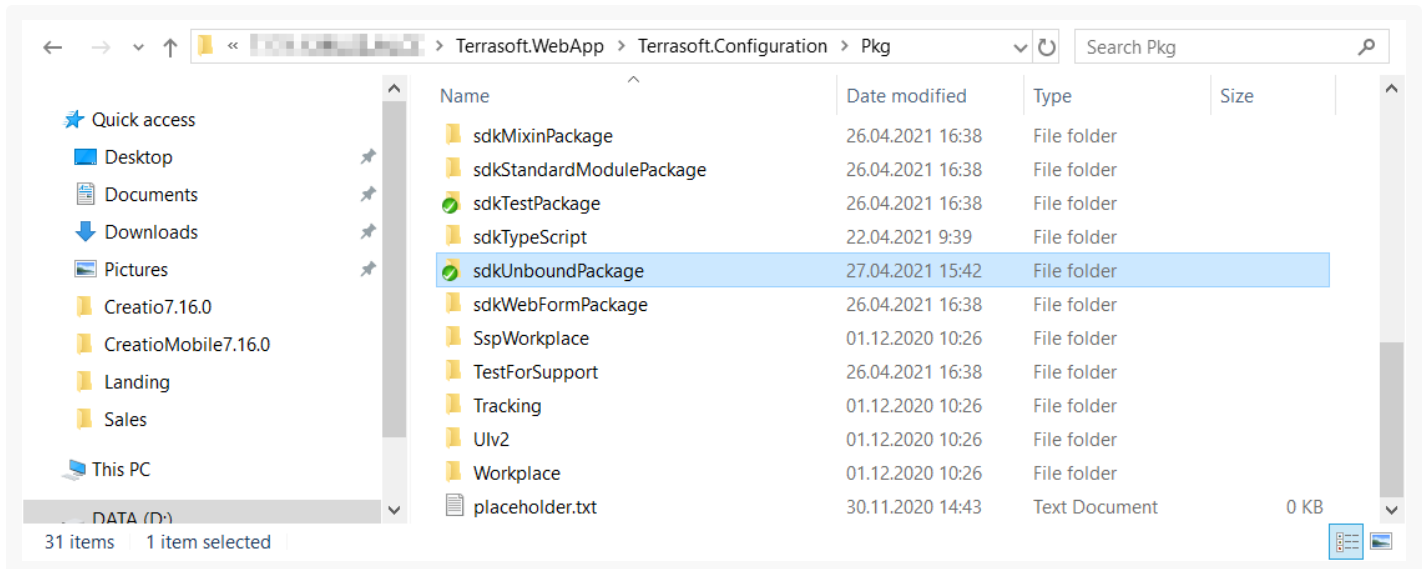 « > Terrasoft.WebApp > Terrasoft.Configuration > Pkg Search Pkg
Quick access
Desktop
Documents
Downloads
Pictures
Creatio7.16.0
CreatioMobile7.16.0
Landing
Sales
This PC
DATA (D:)
Name Date modified Type Size
sdkMixinPackage 26.04.2021 16:38 File folder
sdkStandardModulePackage 26.04.2021 16:38 File folder
sdkTestPackage 26.04.2021 16:38 File folder
sdkTypeScript 22.04.2021 9:39 File folder
sdkUnboundPackage 27.04.2021 15:42 File folder
sdkWebFormPackage 26.04.2021 16:38 File folder
SspWorkplace 01.12.2020 10:26 File folder
TestForSupport 26.04.2021 16:38 File folder
Tracking 01.12.2020 10:26 File folder
UIv2 01.12.2020 10:26 File folder
Workplace 01.12.2020 10:26 File folder
placeholder.txt 30.11.2020 14:43 Text Document 0 KB
31 items 1 item selected